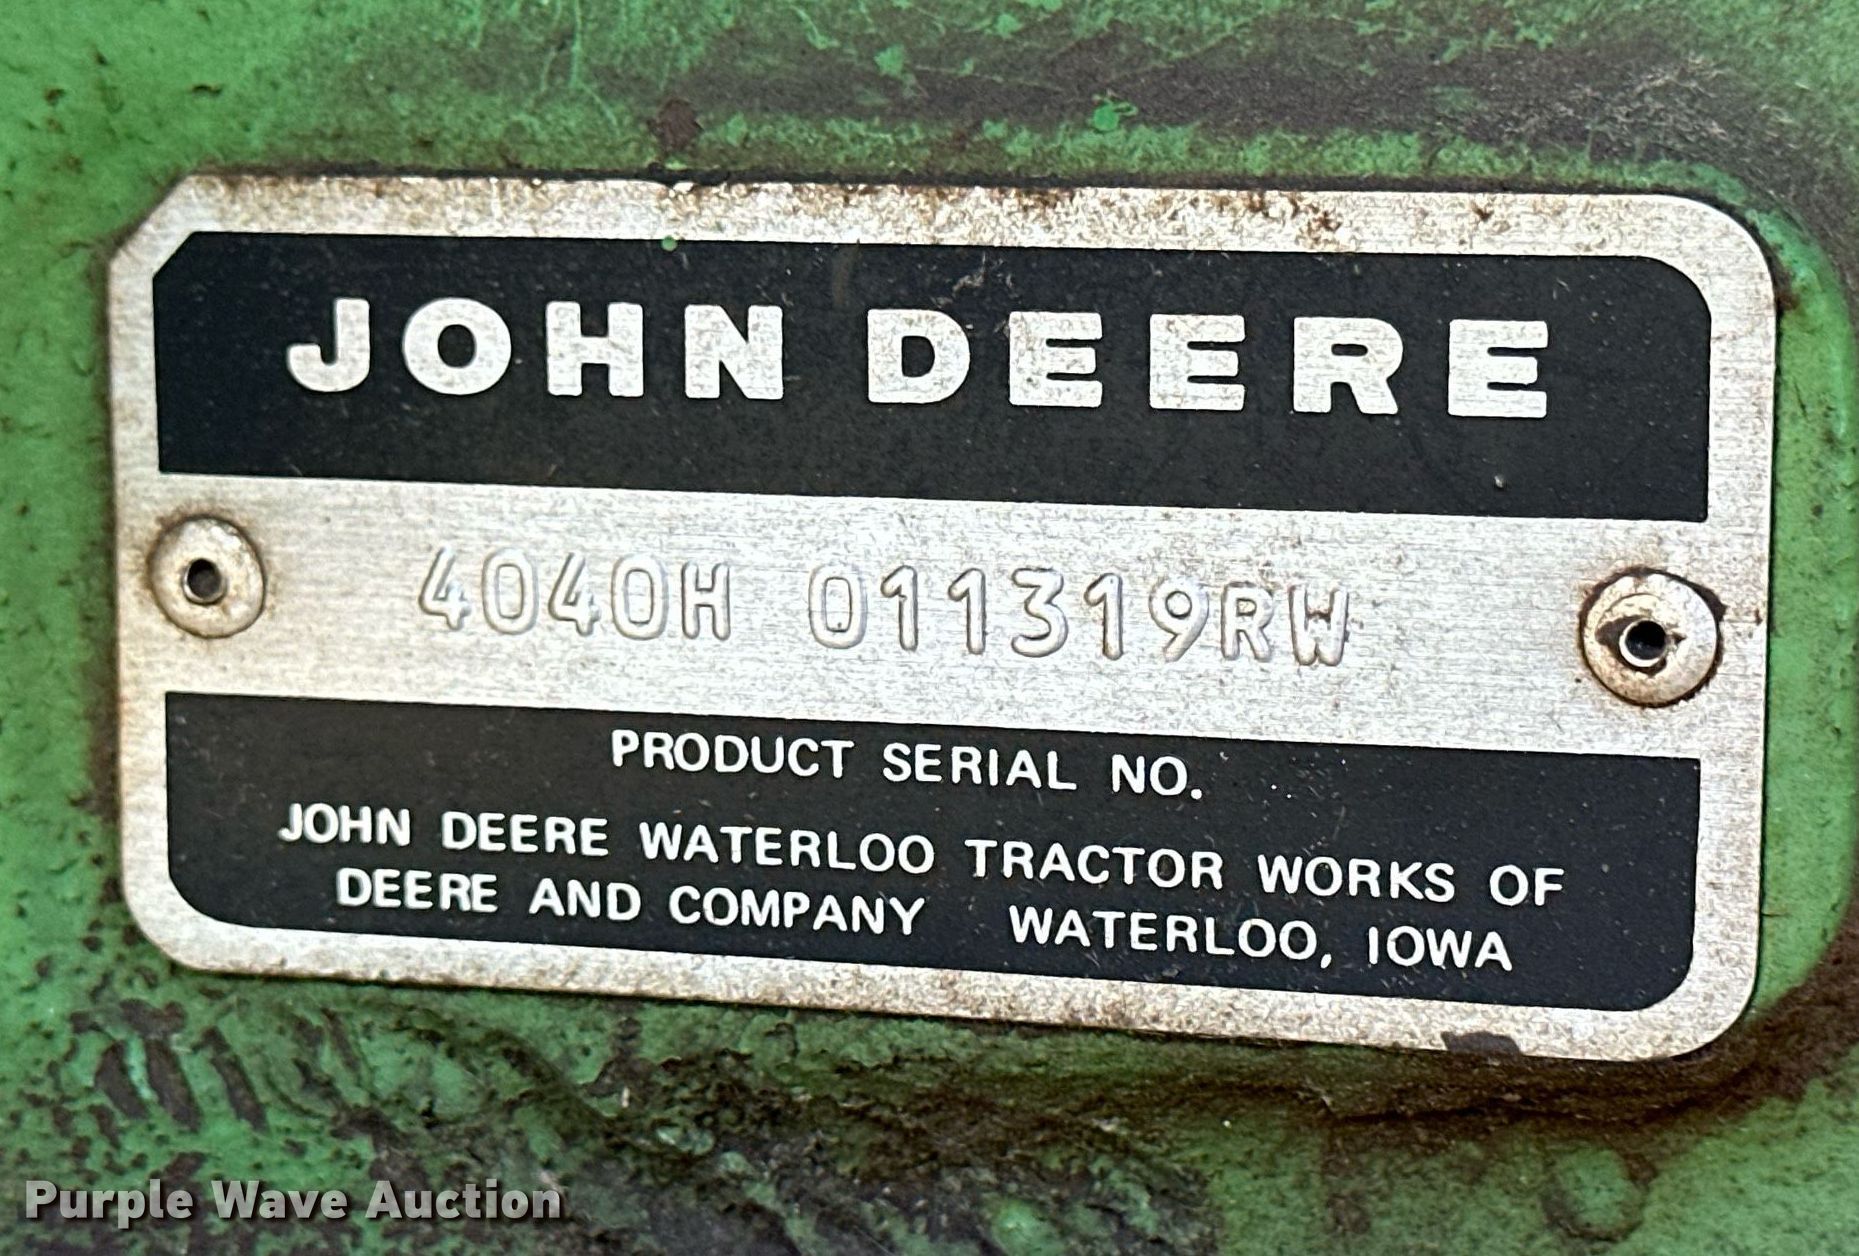 JOHN DEERE
4040H 011319RW
PRODUCT SERIAL NO.
JOHN DEERE WATERLOO TRACTOR WORKS OF
DEERE AND COMPANY WATERLOO, IOWA
Purple Wave Auction